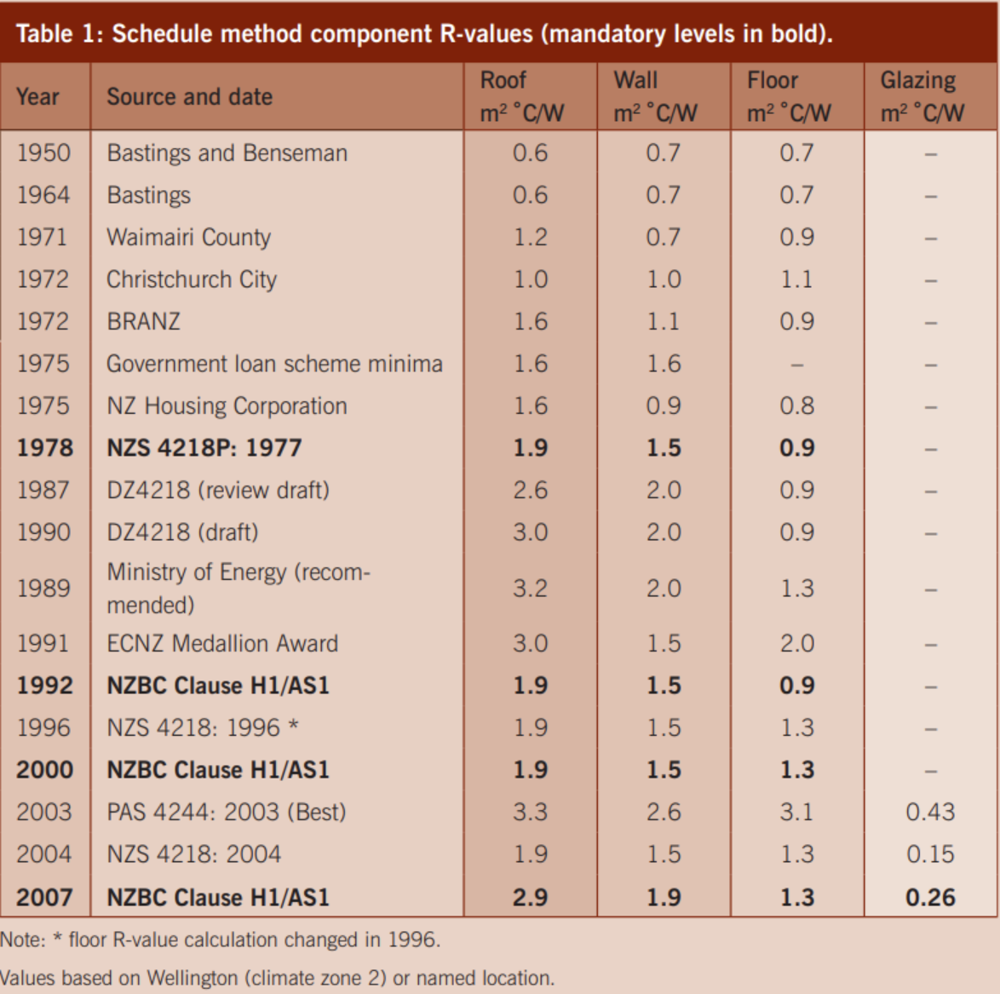 Table 1: Schedule method component R-values (mandatory levels in bold).
Year Source and date Roof m² °C/W Wall m² °C/W Floor m² °C/W Glazing m² °C/W
1950 Bastings and Benseman 0.6 0.7 0.7 –
1964 Bastings 0.6 0.7 0.7 –
1971 Waimairi County 1.2 0.7 0.9 –
1972 Christchurch City 1.0 1.0 1.1 –
1972 BRANZ 1.6 1.1 0.9 –
1975 Government loan scheme minima 1.6 1.6 – –
1975 NZ Housing Corporation 1.6 0.9 0.8 –
1978 NZS 4218P: 1977 1.9 1.5 0.9 –
1987 DZ4218 (review draft) 2.6 2.0 0.9 –
1990 DZ4218 (draft) 3.0 2.0 0.9 –
1989 Ministry of Energy (recom-
mended) 3.2 2.0 1.3 –
1991 ECNZ Medallion Award 3.0 1.5 2.0 –
1992 NZBC Clause H1/AS1 1.9 1.5 0.9 –
1996 NZS 4218: 1996 * 1.9 1.5 1.3 –
2000 NZBC Clause H1/AS1 1.9 1.5 1.3 –
2003 PAS 4244: 2003 (Best) 3.3 2.6 3.1 0.43
2004 NZS 4218: 2004 1.9 1.5 1.3 0.15
2007 NZBC Clause H1/AS1 2.9 1.9 1.3 0.26
Note: * floor R-value calculation changed in 1996.
Values based on Wellington (climate zone 2) or named location.